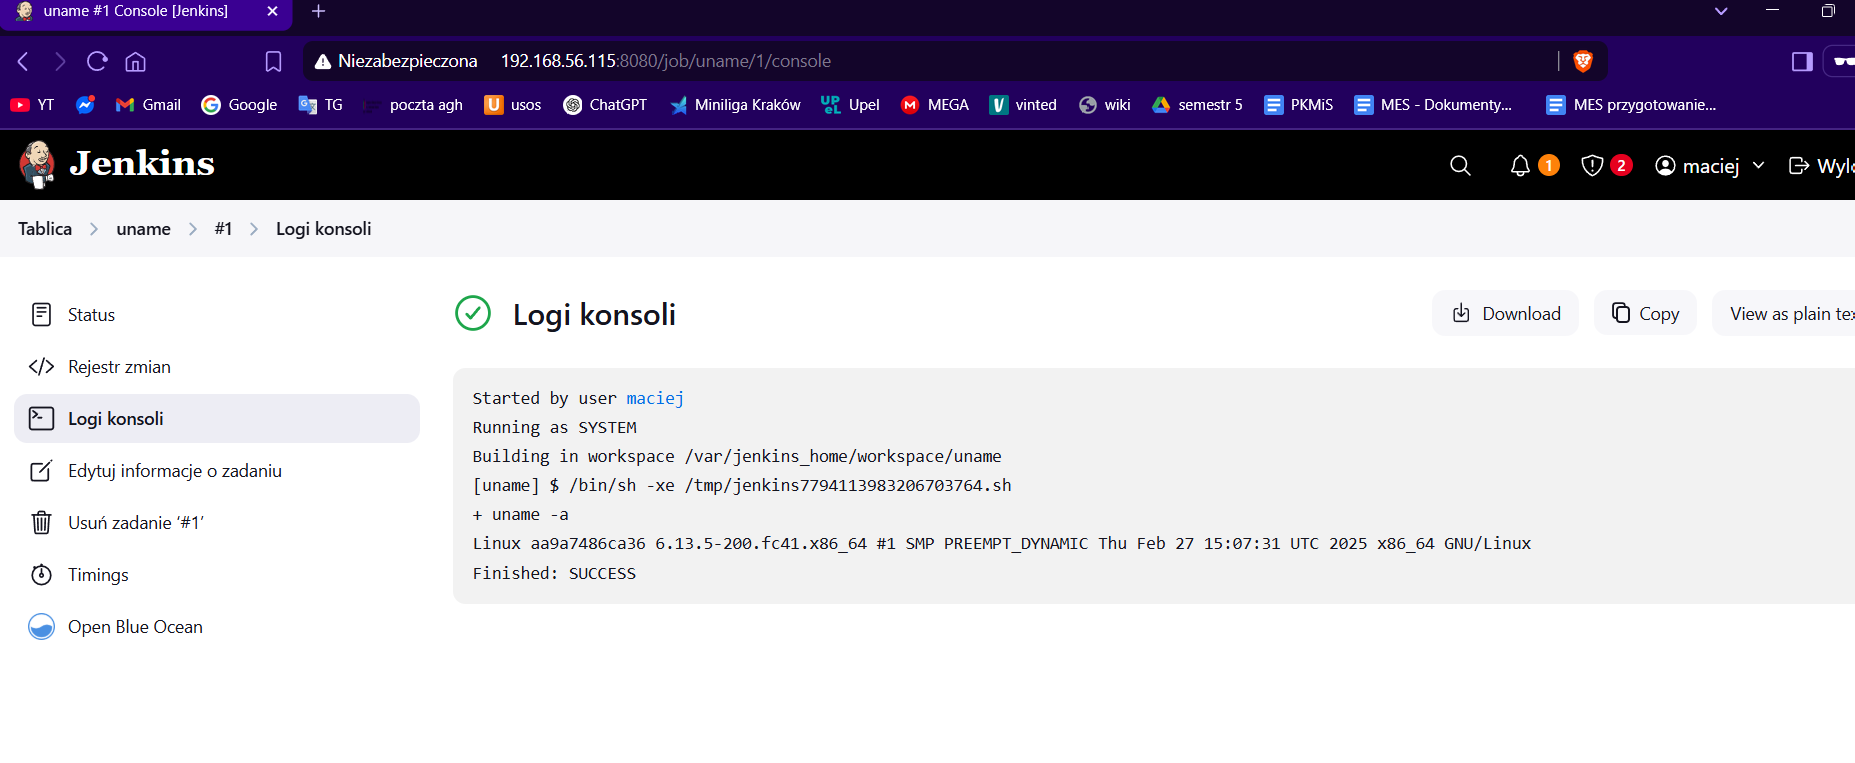 uname #1 Console [Jenkins]
Niezabezpieczona 192.168.56.115:8080/job/uname/1/console
YT Gmail Google TG poczta agh usos ChatGPT Miniliga Kraków UPEL Upel MEGA vinted wiki semestr 5 PKMiS MES - Dokumenty... MES przygotowanie...
Jenkins 1 2 maciej
Tablica uname #1 Logi konsoli
Status
Rejestr zmian
Logi konsoli
Edytuj informacje o zadaniu
Usuń zadanie ‘#1’
Timings
Open Blue Ocean
Logi konsoli Download Copy View as plain
Started by user maciej
Running as SYSTEM
Building in workspace /var/jenkins_home/workspace/uname
[uname] $ /bin/sh -xe /tmp/jenkins7794113983206703764.sh
+ uname -a
Linux aa9a7486ca36 6.13.5-200.fc41.x86_64 #1 SMP PREEMPT_DYNAMIC Thu Feb 27 15:07:31 UTC 2025 x86_64 GNU/Linux
Finished: SUCCESS